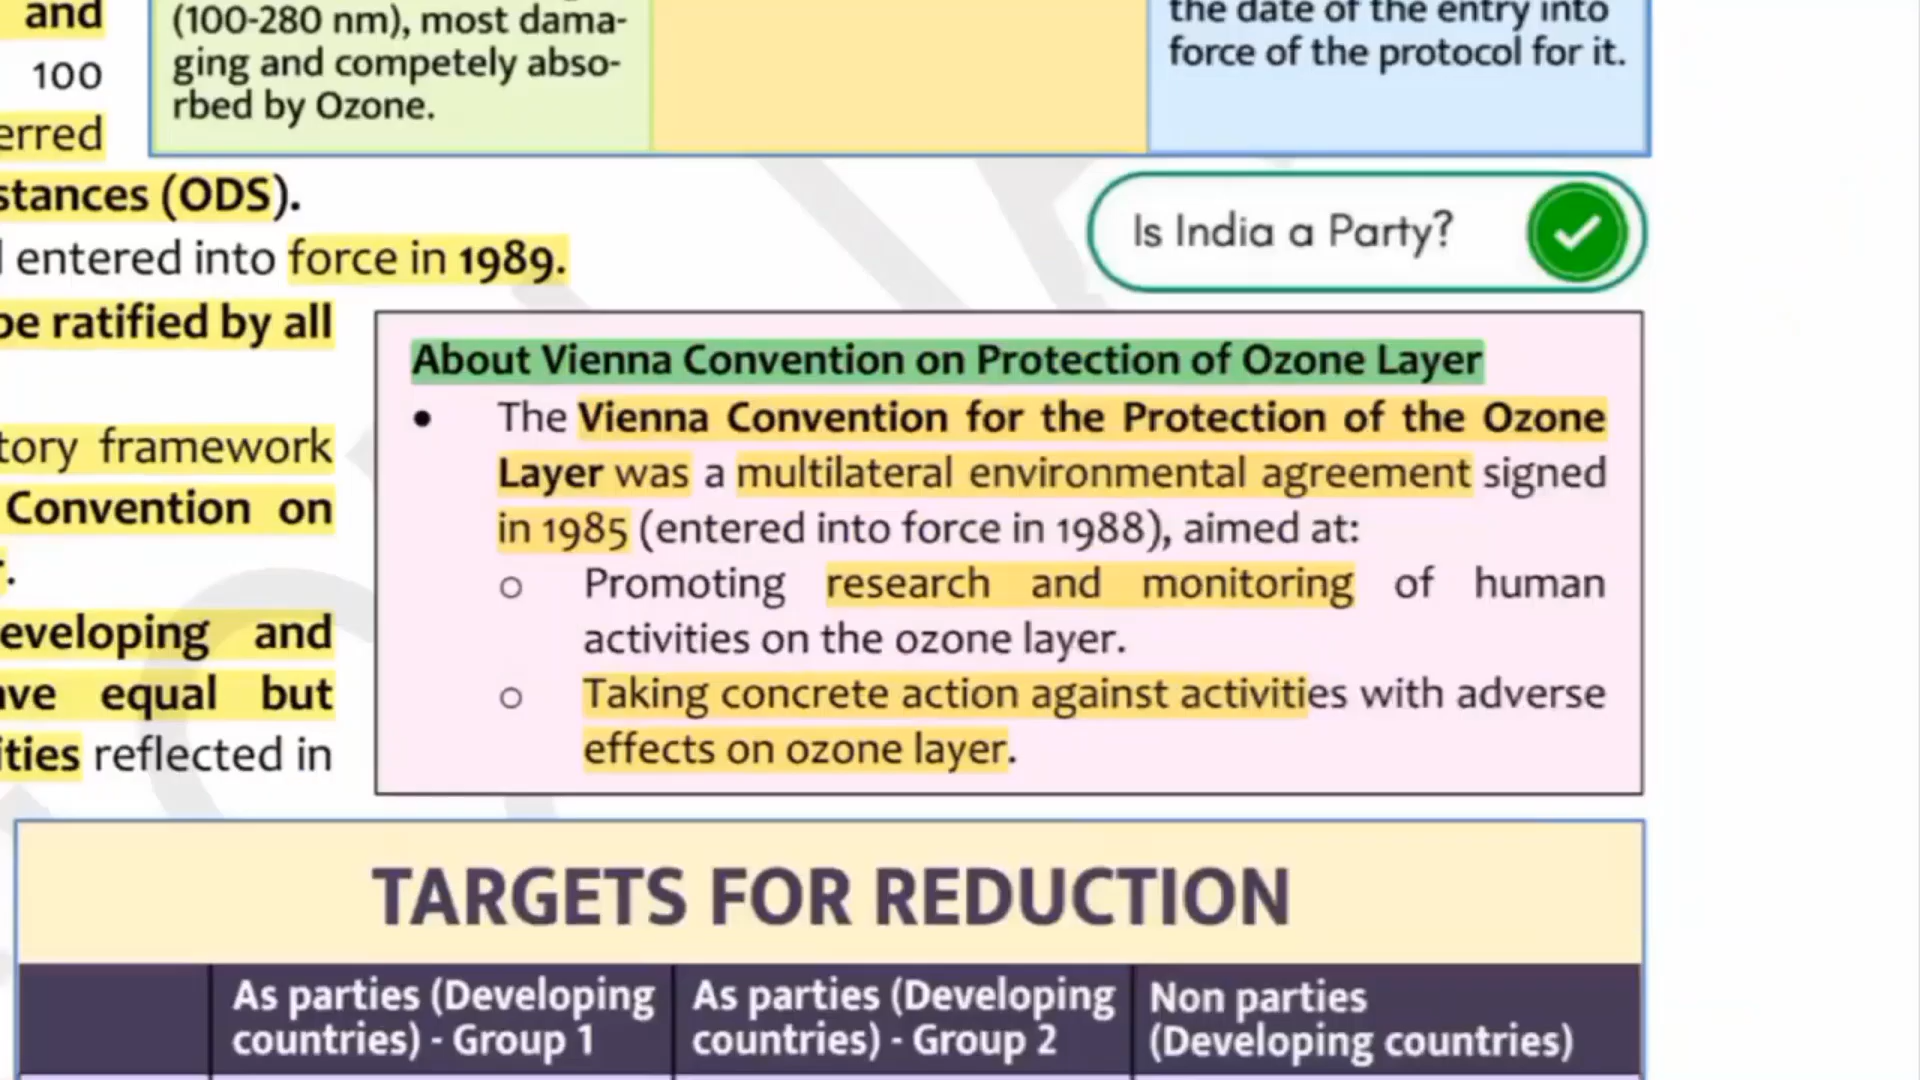 and
100
erred
stances (ODS).
entered into force in 1989.
be ratified by all
tory framework
Convention on
eveloping and
ve equal but
ities reflected in
(100-280 nm), most dama-
ging and competely abso-
rbed by Ozone.
the date of the entry into
force of the protocol for it.
Is India a Party?
About Vienna Convention on Protection of Ozone Layer
• The Vienna Convention for the Protection of the Ozone
Layer was a multilateral environmental agreement signed
in 1985 (entered into force in 1988), aimed at:
o Promoting research and monitoring of human
activities on the ozone layer.
o Taking concrete action against activities with adverse
effects on ozone layer.
TARGETS FOR REDUCTION
As parties (Developing
countries) - Group 1
As parties (Developing
countries) - Group 2
Non parties
(Developing countries)